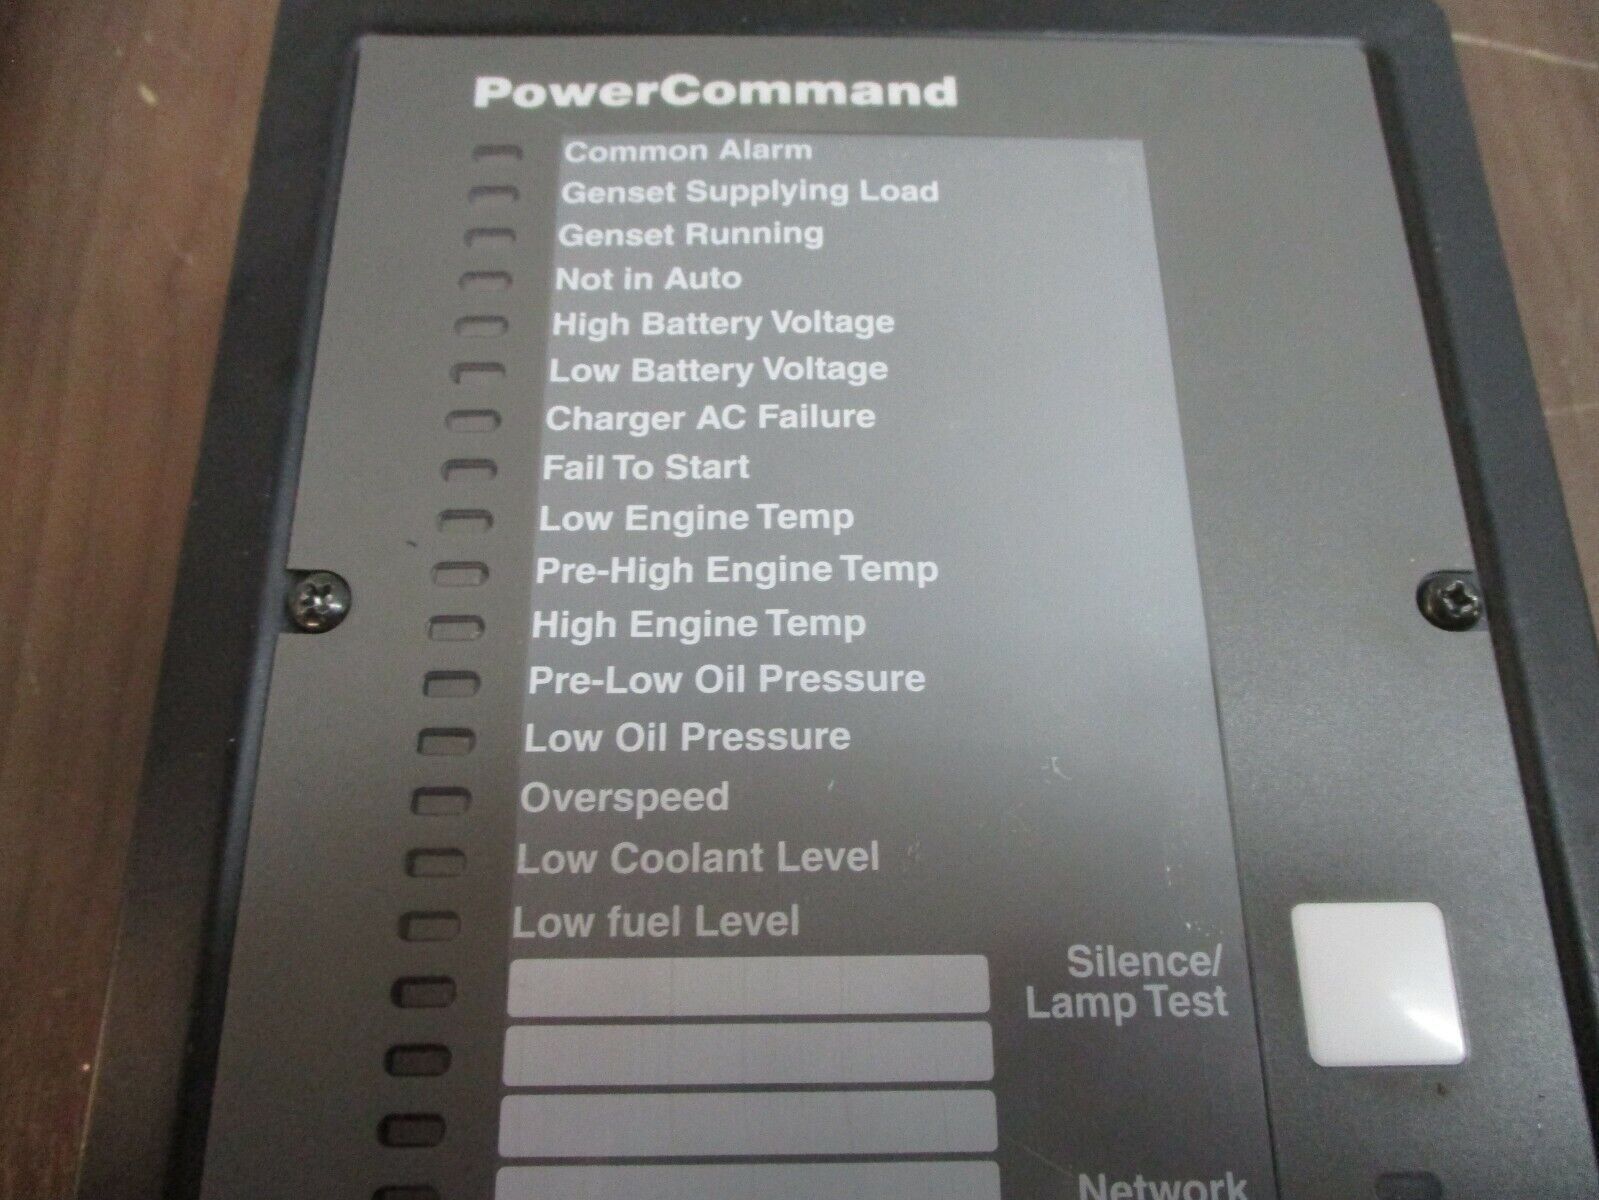 PowerCommand
Common Alarm
Genset Supplying Load
Genset Running
Not in Auto
High Battery Voltage
Low Battery Voltage
Charger AC Failure
Fail To Start
Low Engine Temp
Pre-High Engine Temp
High Engine Temp
Pre-Low Oil Pressure
Low Oil Pressure
Overspeed
Low Coolant Level
Low fuel Level
Silence/
Lamp Test
Network